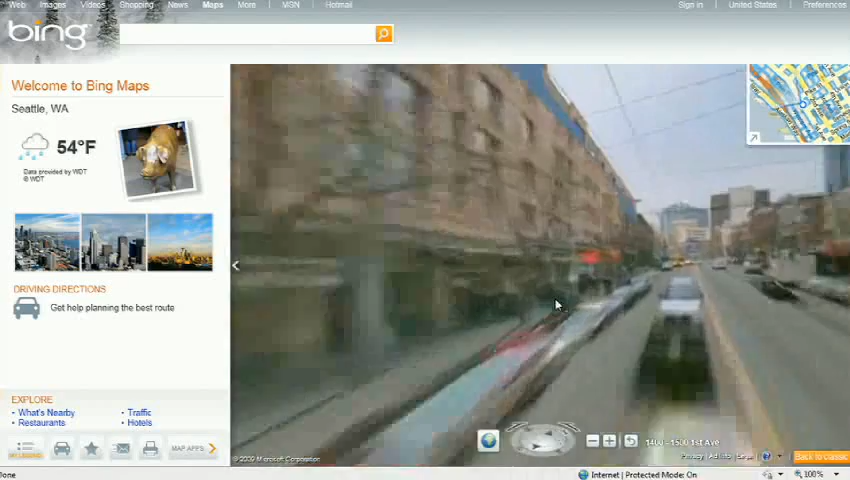 Web Images Videos Shopping News Maps More MSN Hotmail Sign in United States Preferences
bing
Welcome to Bing Maps
Seattle, WA
54°F
Data provided by WDT
© WDT
DRIVING DIRECTIONS
Get help planning the best route
EXPLORE
What's Nearby
Traffic
Restaurants
Hotels
MAP APPS
© 2009 Microsoft Corporation
1400 - 1500 1st Ave
Privacy Legal
Back to classic
Done
Internet | Protected Mode: On
100%